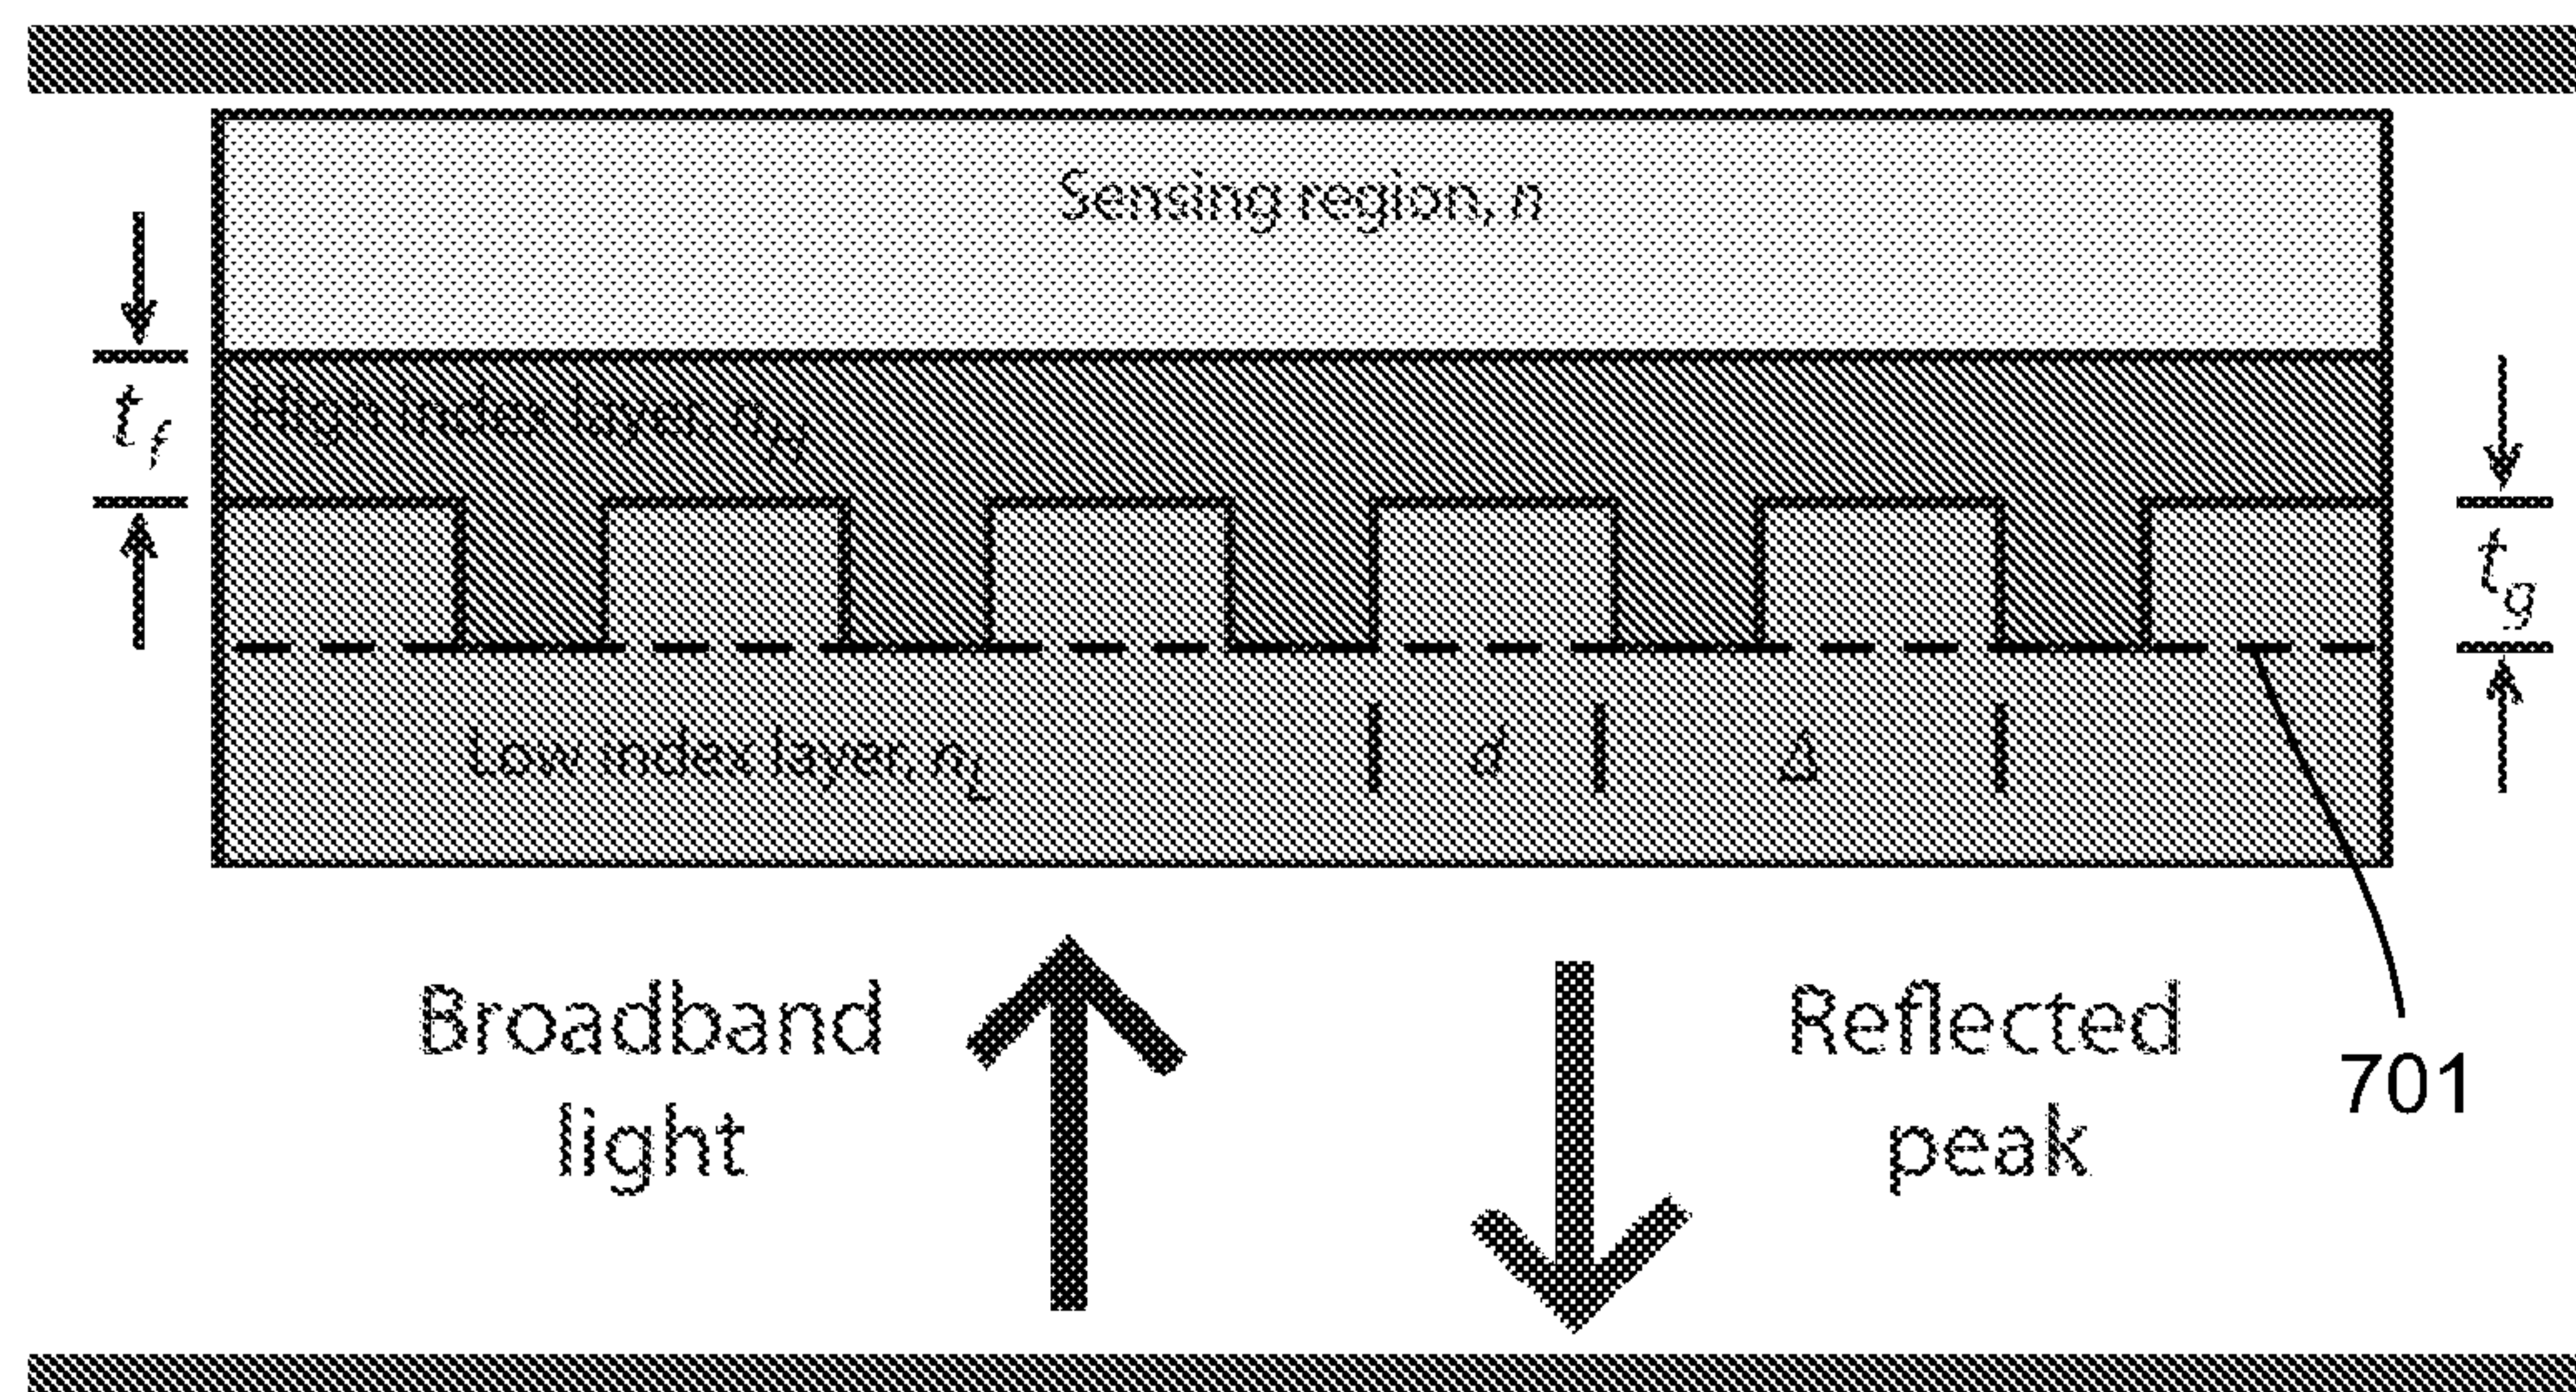 Sensing region, n
t_f
High index layer, n_H
t_g
Low index layer, n_L
d
Δ
Broadband
light
Reflected
peak
701